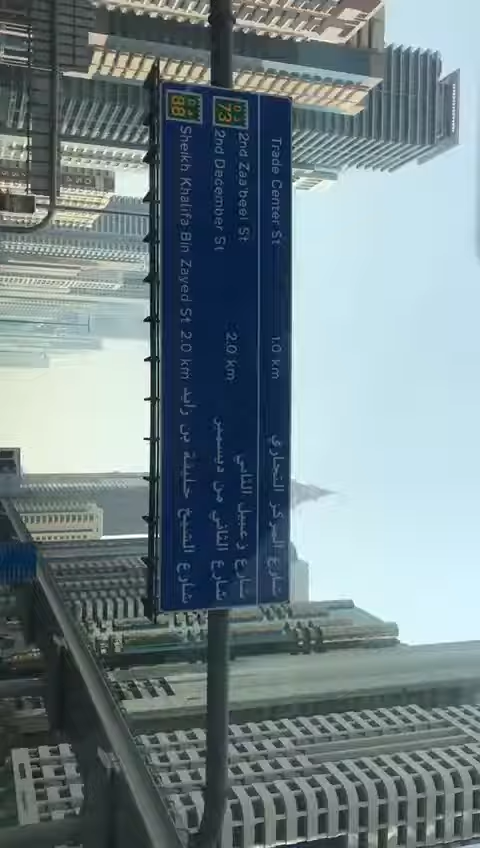 Trade Center St 1.0 km شارع المركز التجاري
2nd Zaa'beel St شارع زعبيل الثاني
د D 73 2nd December St 2.0 km شارع الثاني من ديسمبر
د D 88 Sheikh Khalifa Bin Zayed St 2.0 km شارع الشيخ خليفة بن زايد